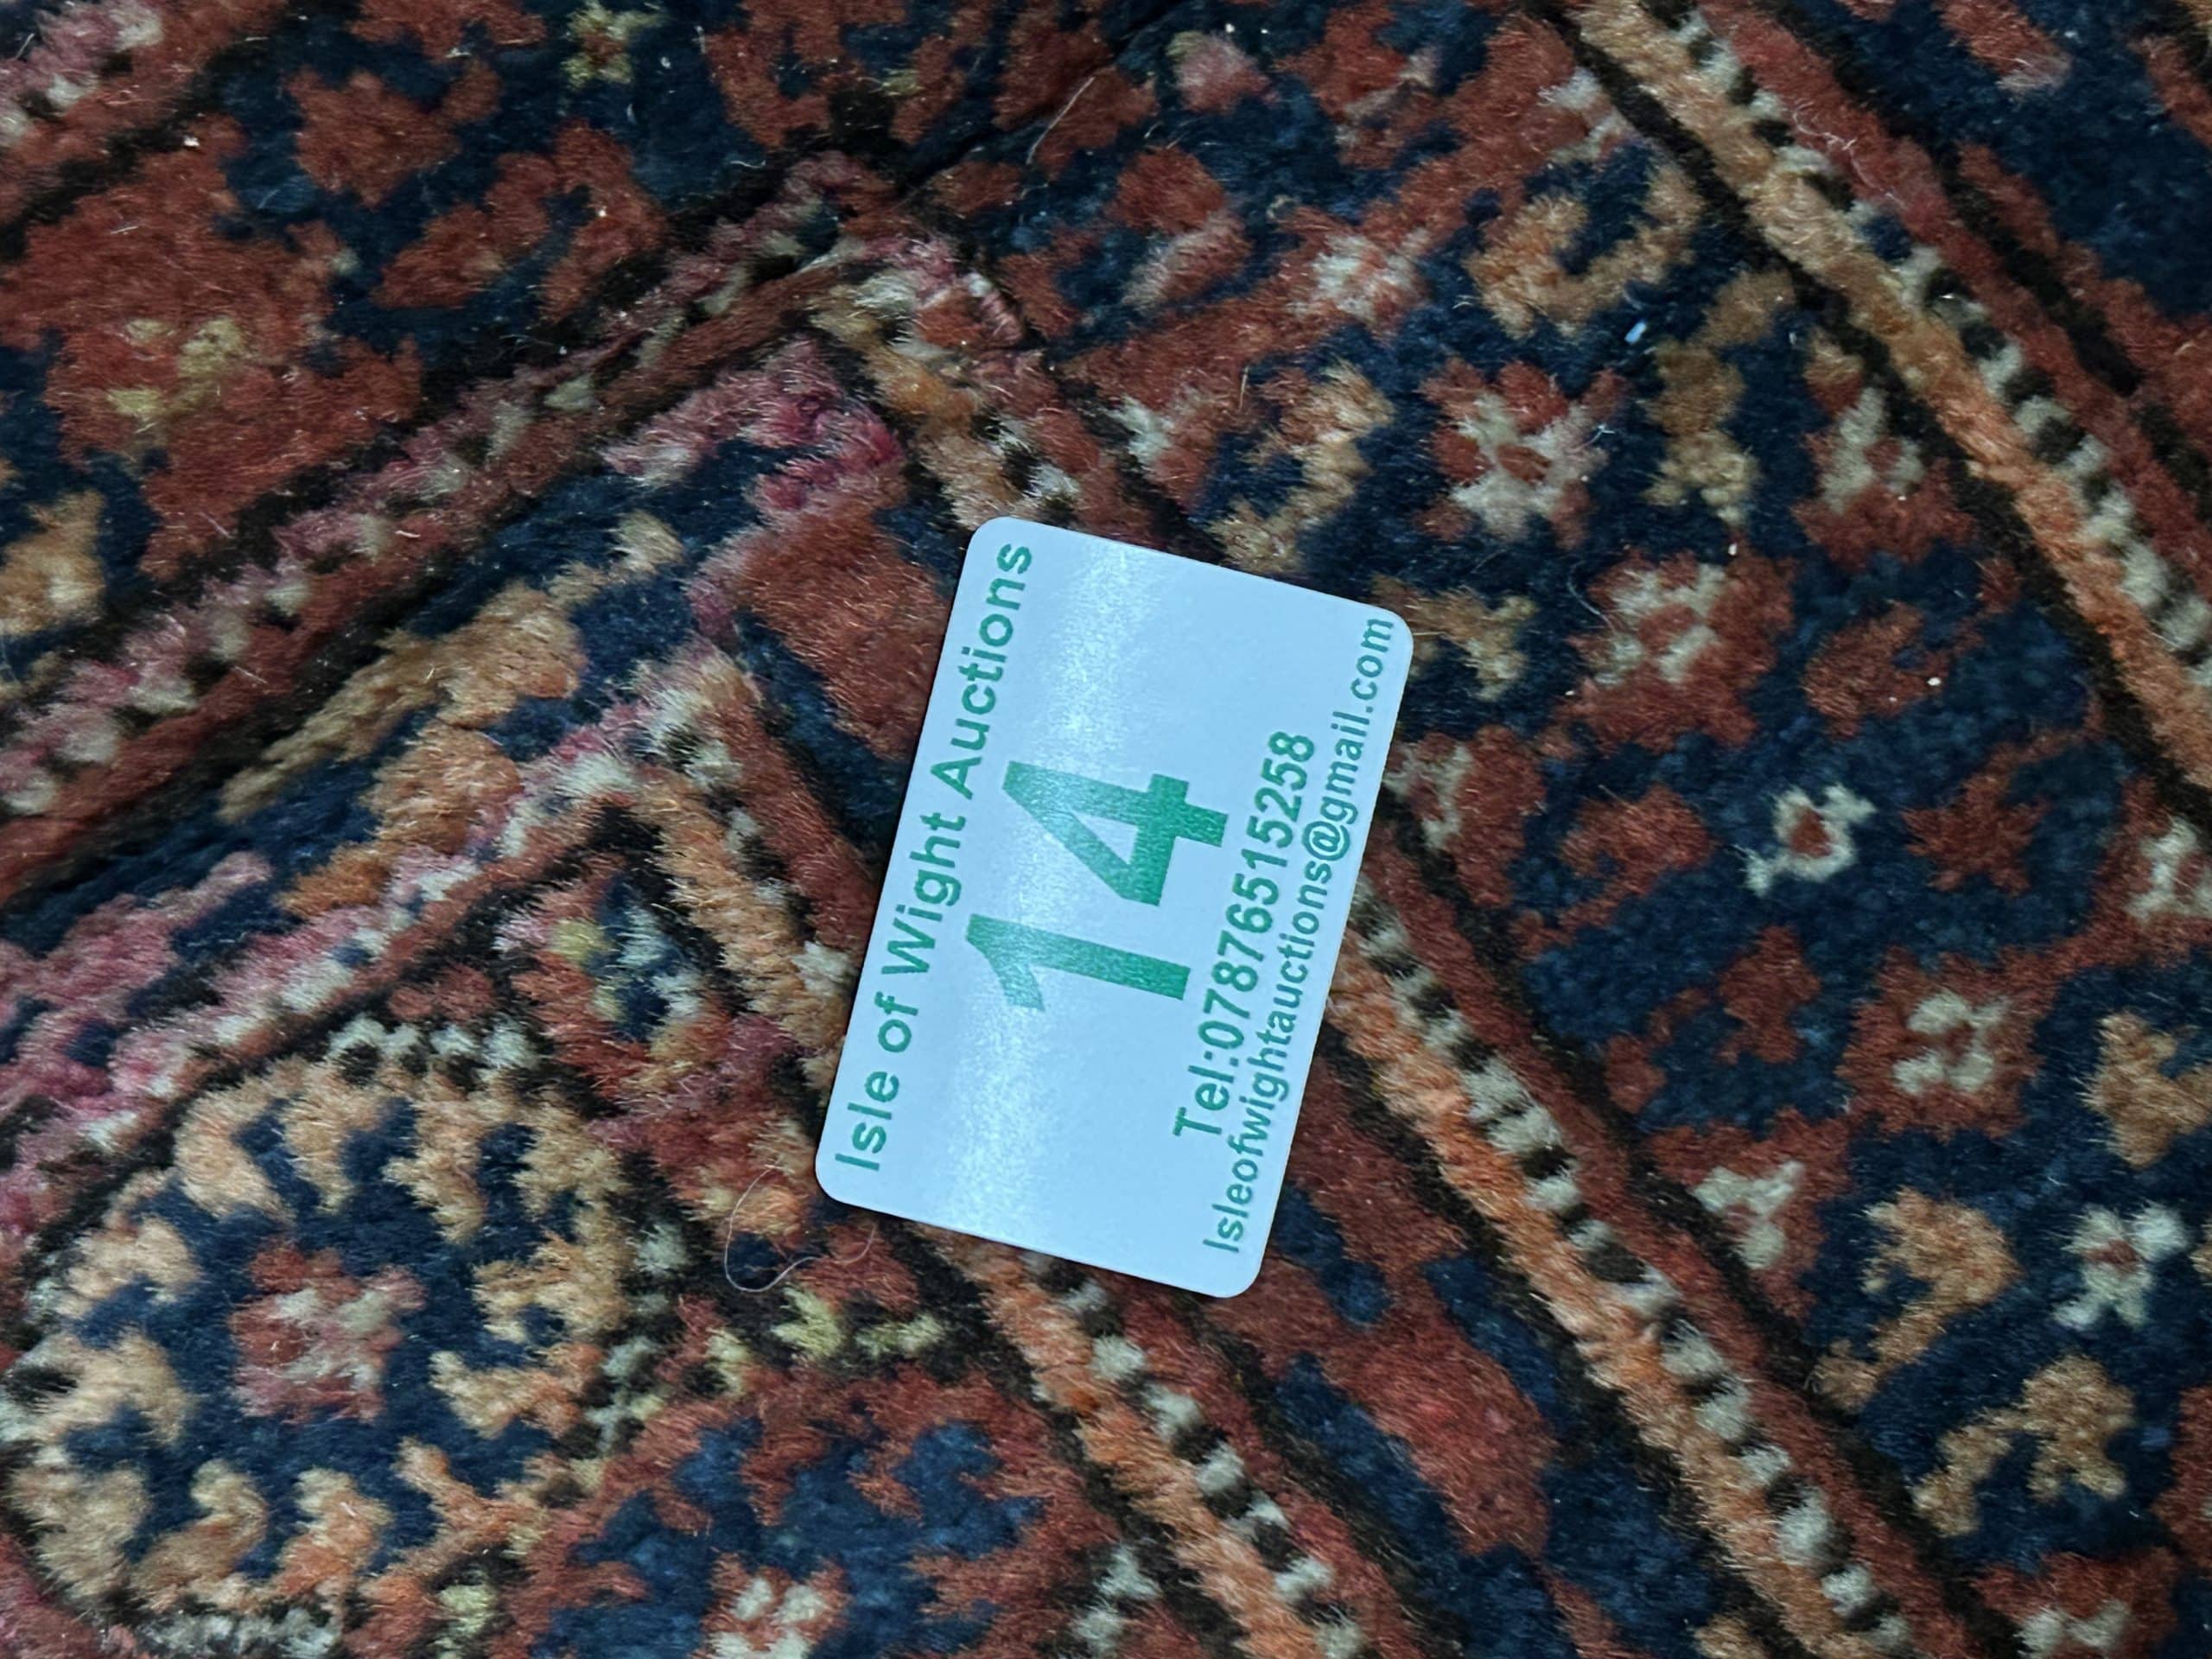 Isle of Wight Auctions
14
Tel:07876515258
Isleofwightauctions@gmail.com